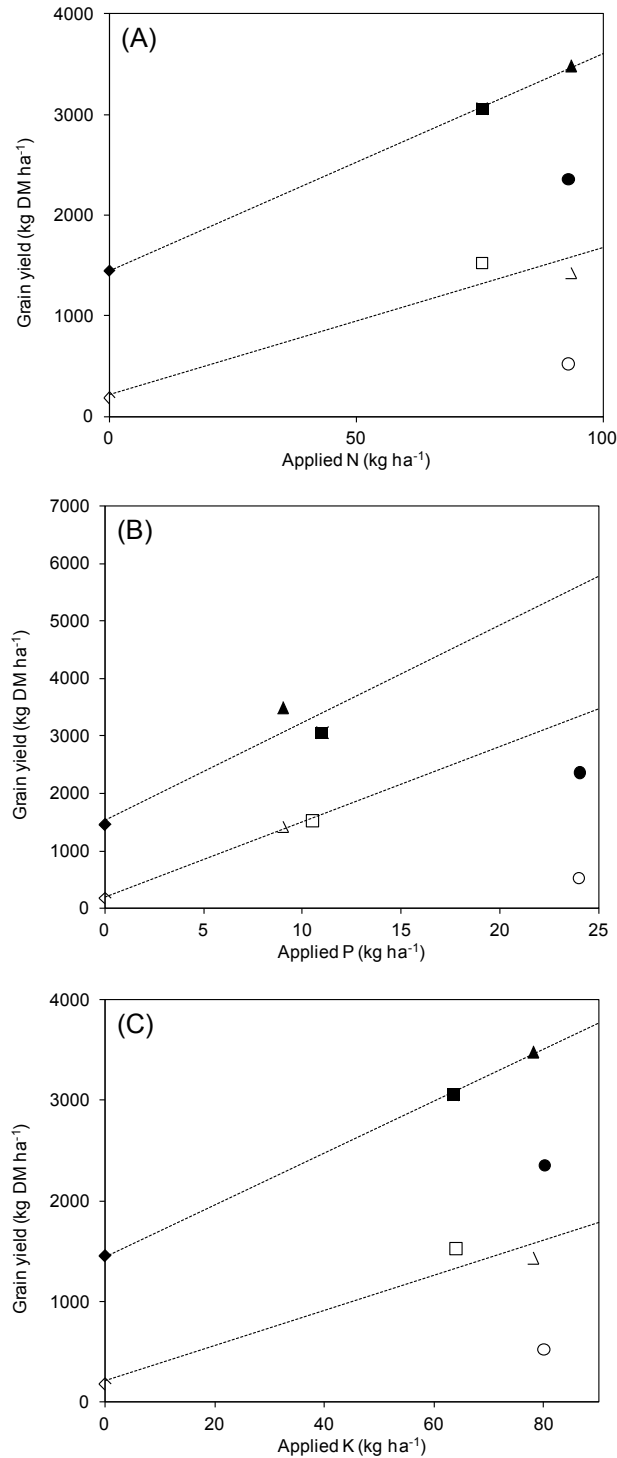 (A)
4000
3000
2000
1000
0
Grain yield (kg DM ha-1)
0 50 100
Applied N (kg ha-1)
(B)
7000
6000
5000
4000
3000
2000
1000
0
Grain yield (kg DM ha-1)
0 5 10 15 20 25
Applied P (kg ha-1)
(C)
4000
3000
2000
1000
0
Grain yield (kg DM ha-1)
0 20 40 60 80
Applied K (kg ha-1)